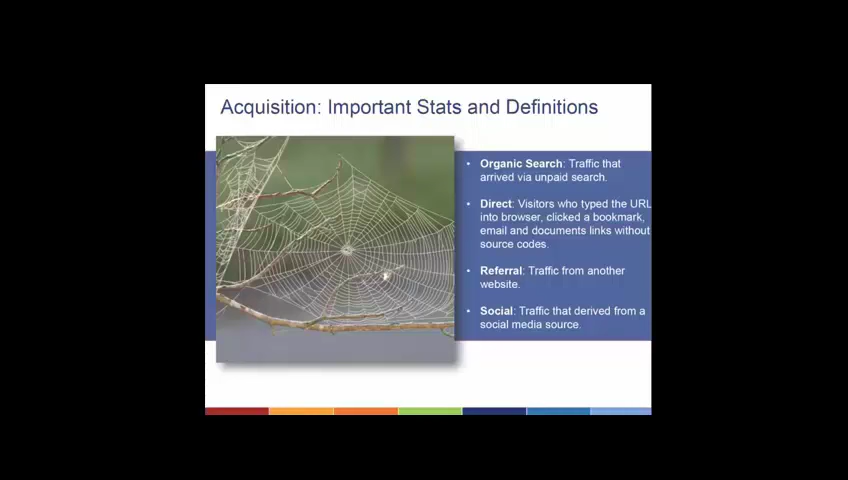 Acquisition: Important Stats and Definitions
• Organic Search: Traffic that
arrived via unpaid search.
• Direct: Visitors who typed the URL
into browser, clicked a bookmark,
email and documents links without
source codes.
• Referral: Traffic from another
website.
• Social: Traffic that derived from a
social media source.